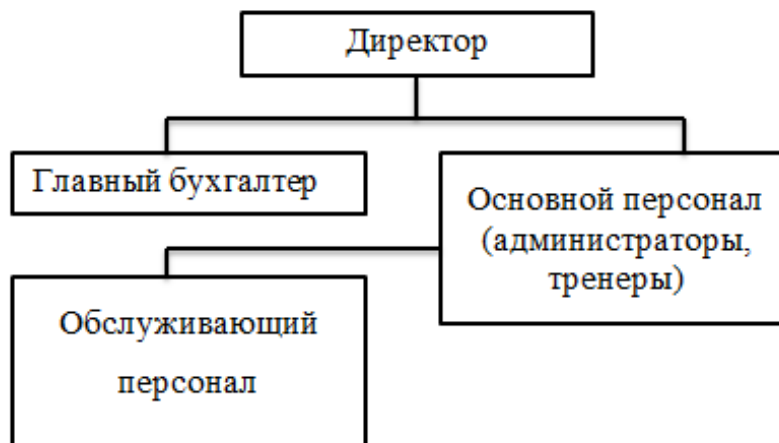 Директор
Главный бухгалтер
Основной персонал
(администраторы,
тренеры)
Обслуживающий
персонал